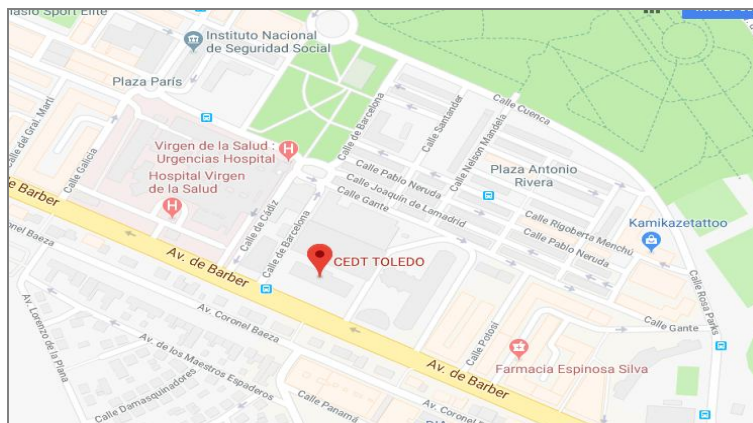 Sport Elite
Instituto Nacional
de Seguridad Social
Plaza París
Calle Cuenca
Calle del Gral. Martí
Calle Galicia
Calle de Barcelona
Calle Santander
Calle Nelson Mandela
Virgen de la Salud :
Urgencias Hospital
Hospital Virgen
de la Salud
Calle Pablo Neruda
Plaza Antonio
Rivera
Calle Joaquín de Lamadrid
Calle Gante
Calle Rigoberta Menchú
Kamikazetattoo
de Barber
Calle de Cádiz
Calle de Barcelona
Calle Pablo Neruda
Coronel Baeza
Av. de Barber
CEDT TOLEDO
Calle Rosa Parks
Av. Lorenzo de la Plana
Av. Coronel Baeza
Calle Gante
Av. de los Maestros Espaderos
Calle Potosí
Av. de Barber
Farmacia Espinosa Silva
Calle Damasquinadores
Calle Panamá
Av. Coronel